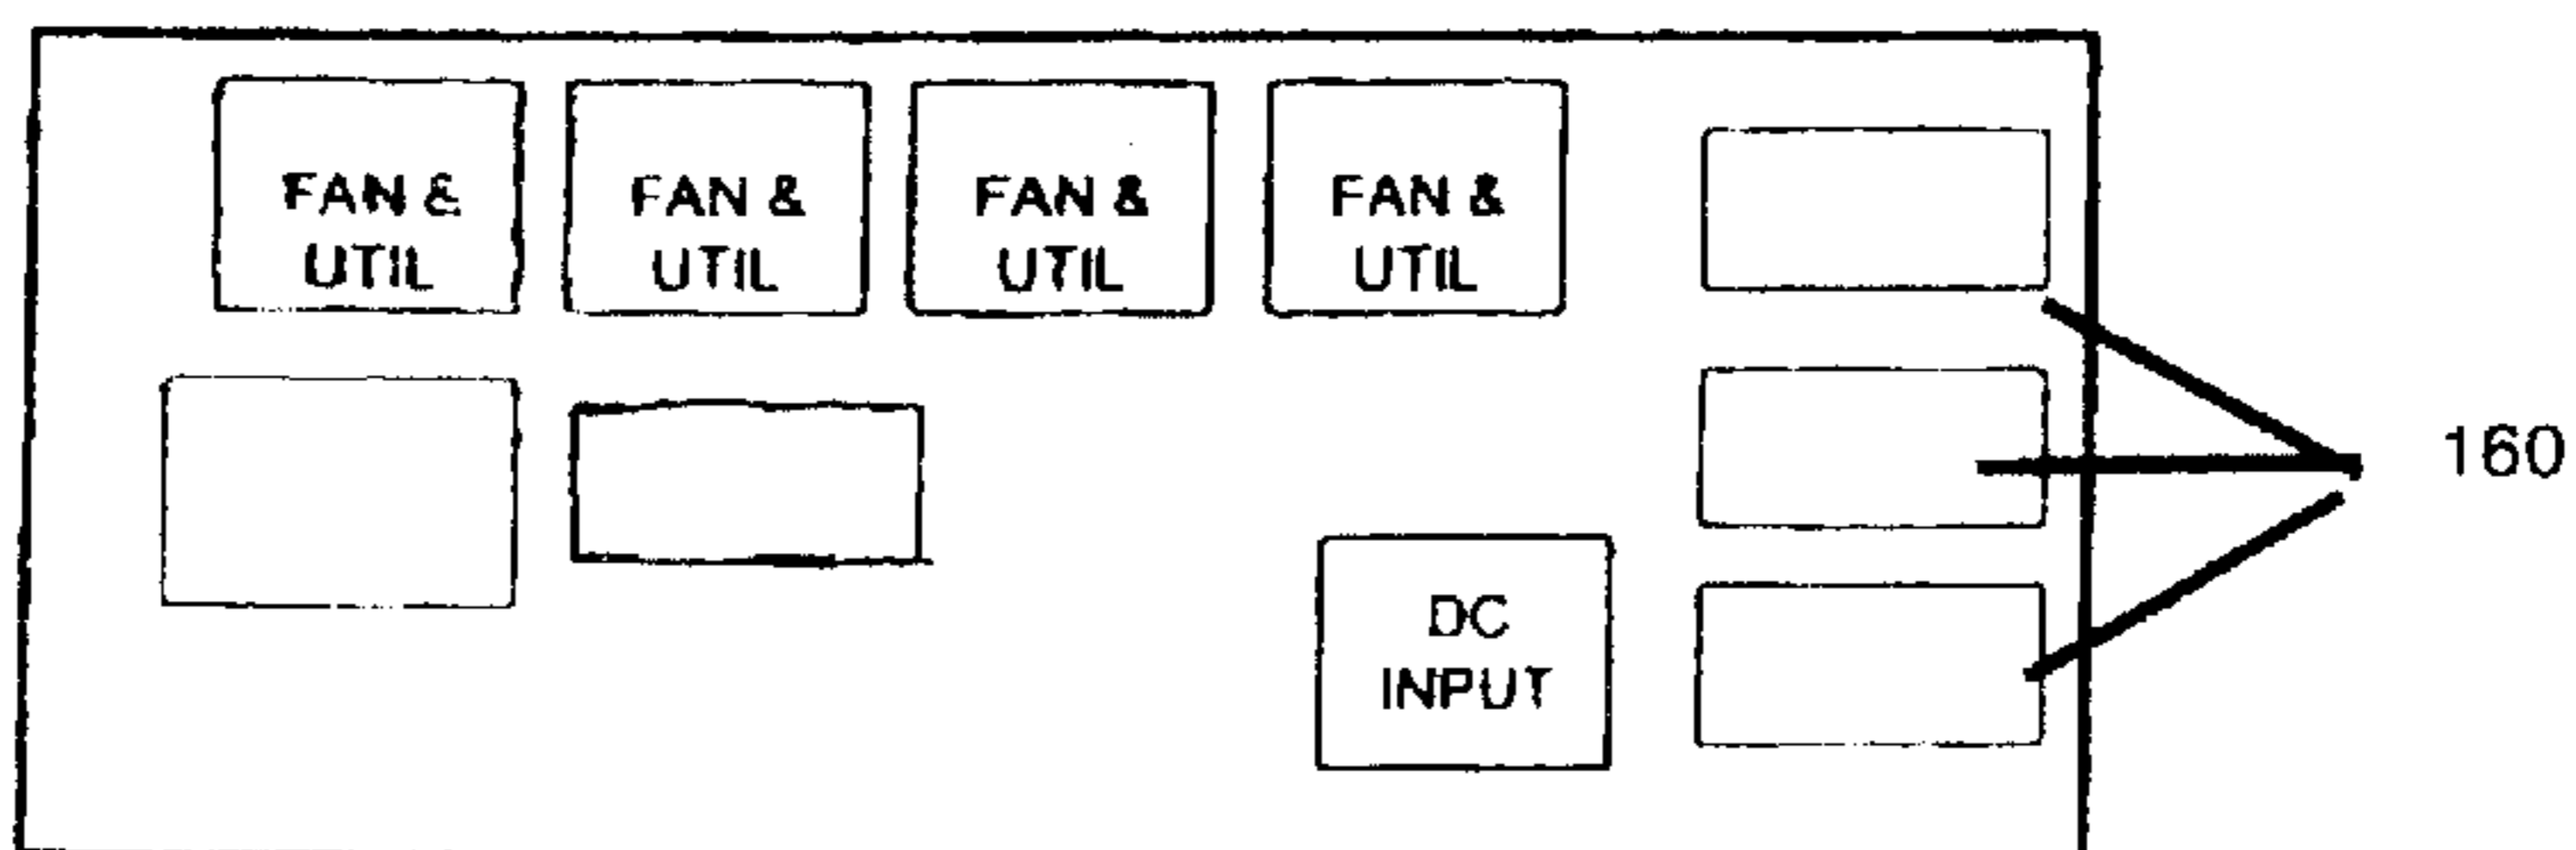 FAN &
UTIL
FAN &
UTIL
FAN &
UTIL
FAN &
UTIL
160
DC
INPUT